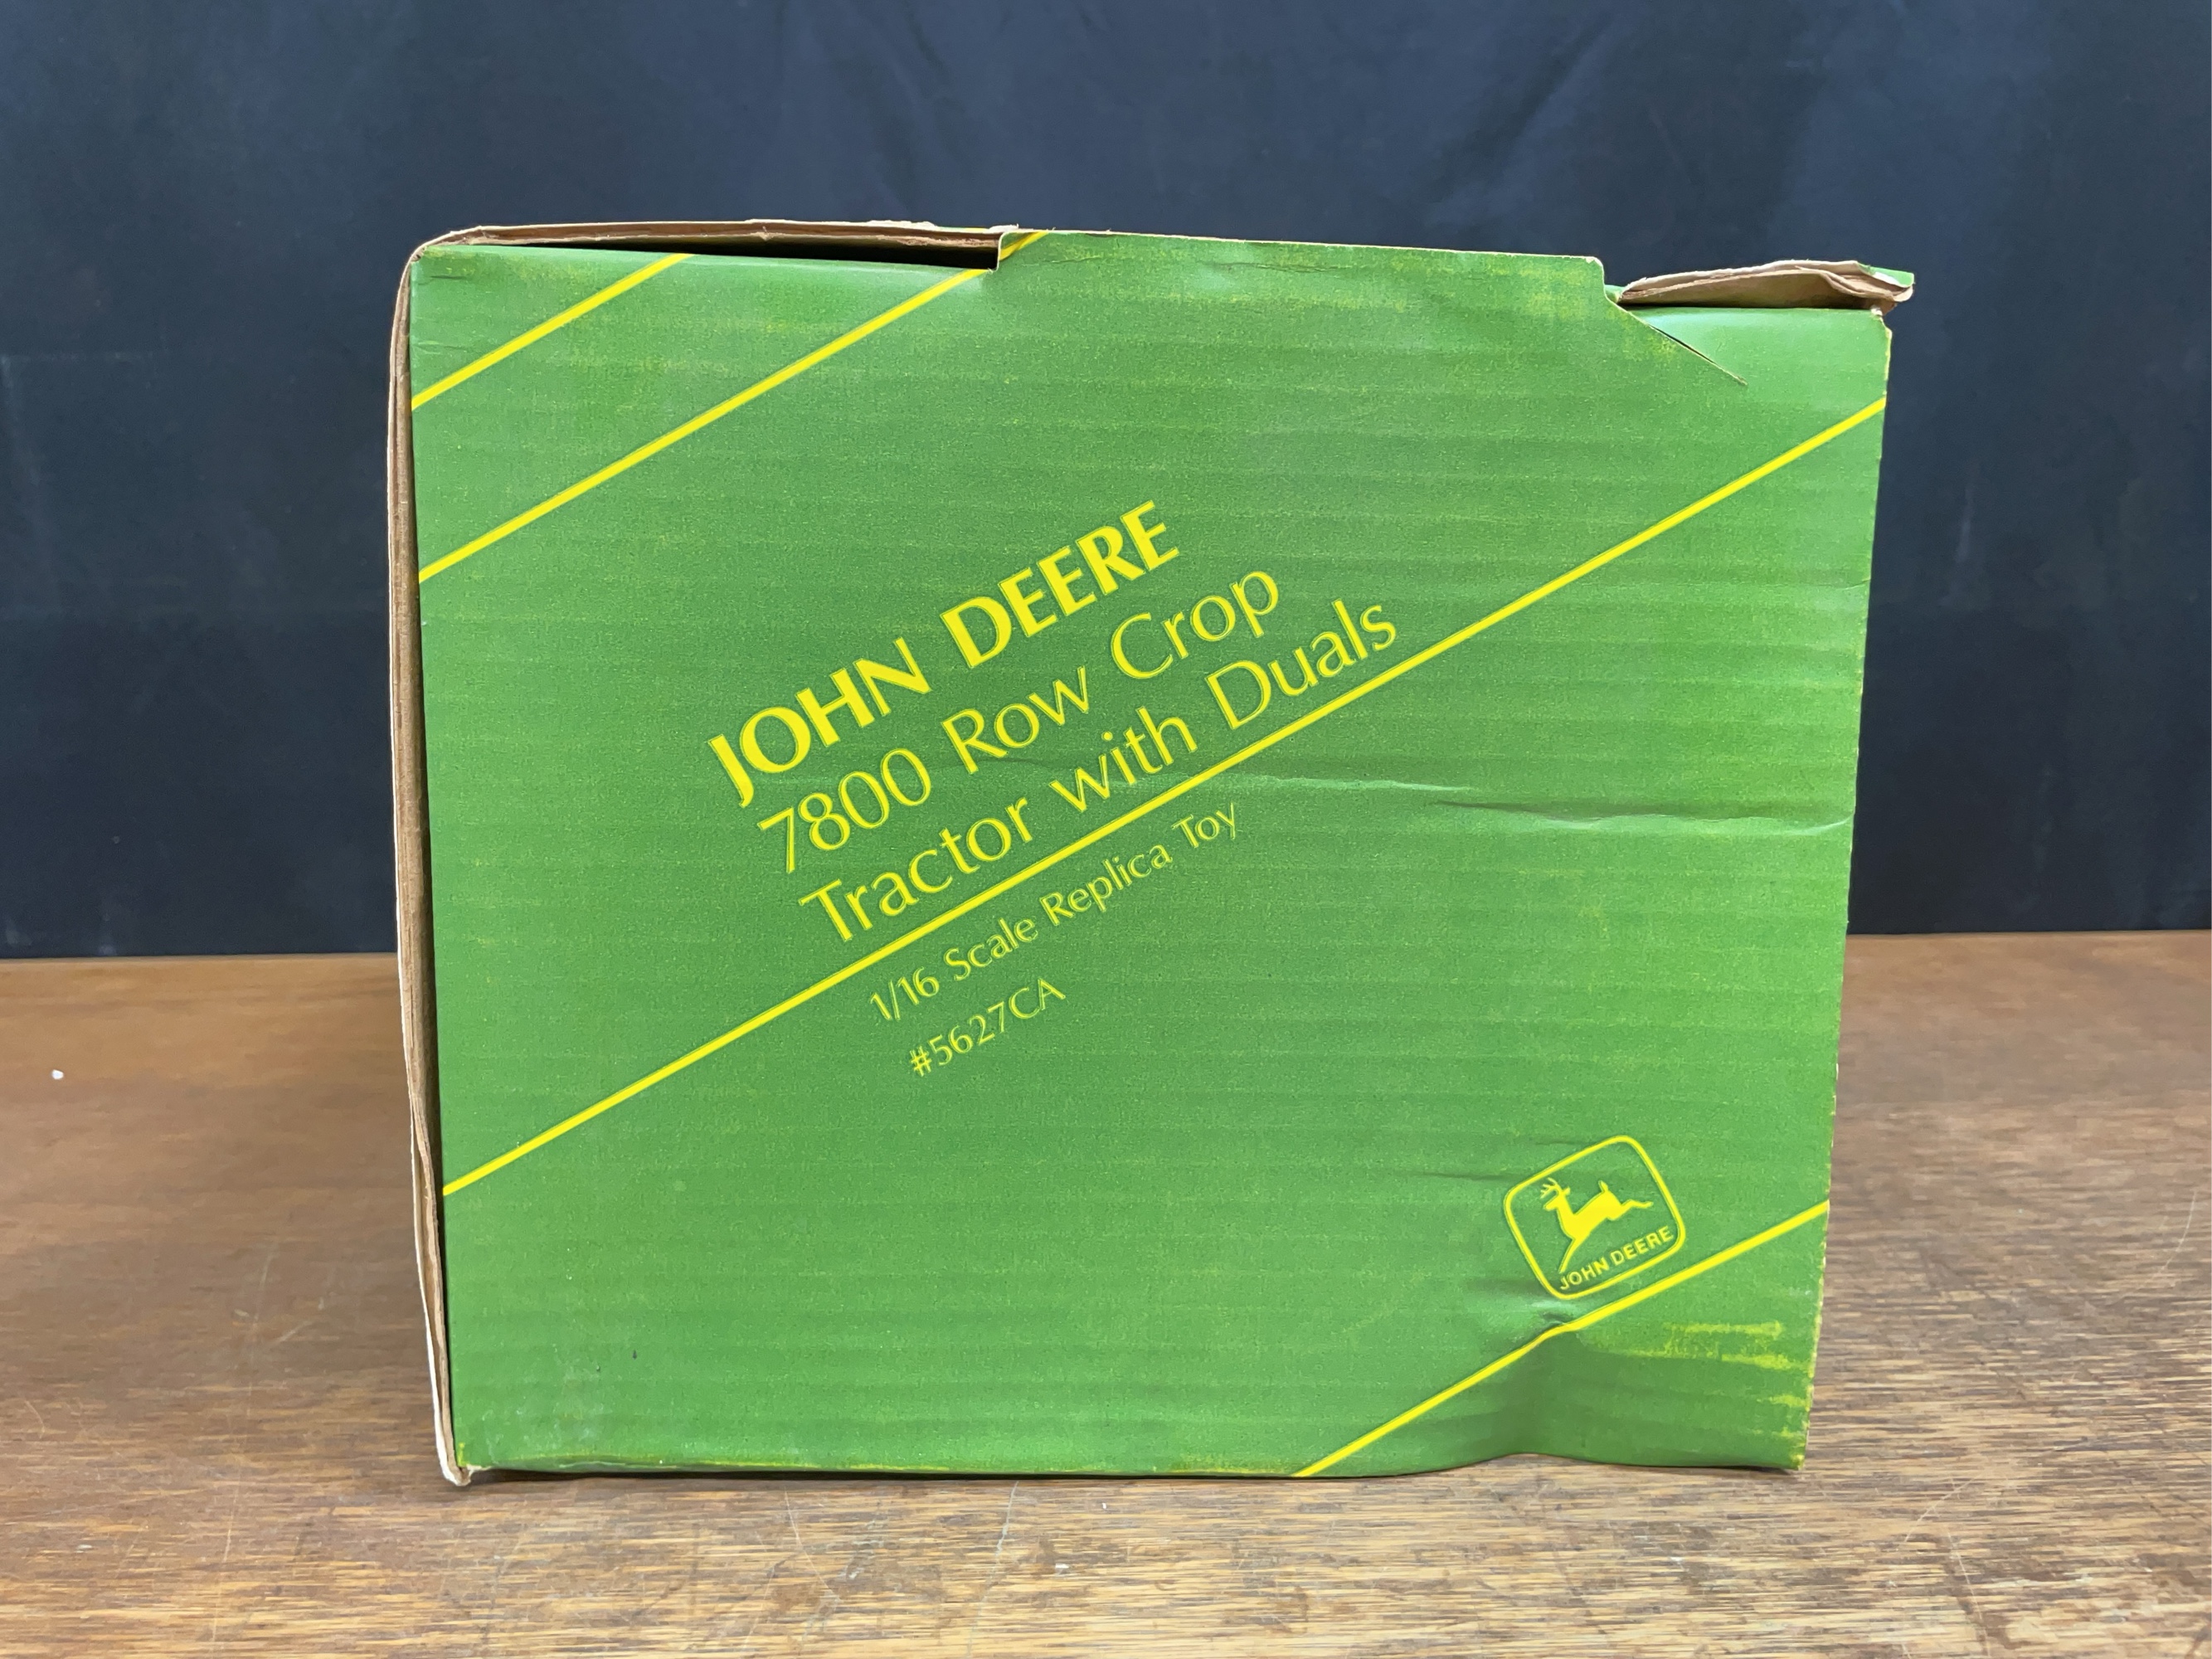 JOHN DEERE
7800 Row Crop
Tractor with Duals
1/16 Scale Replica Toy
#5627CA
JOHN DEERE